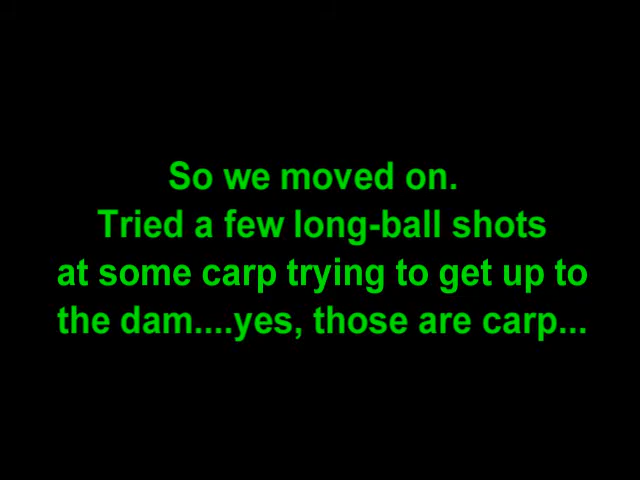 So we moved on.
Tried a few long-ball shots
at some carp trying to get up to
the dam....yes, those are carp...